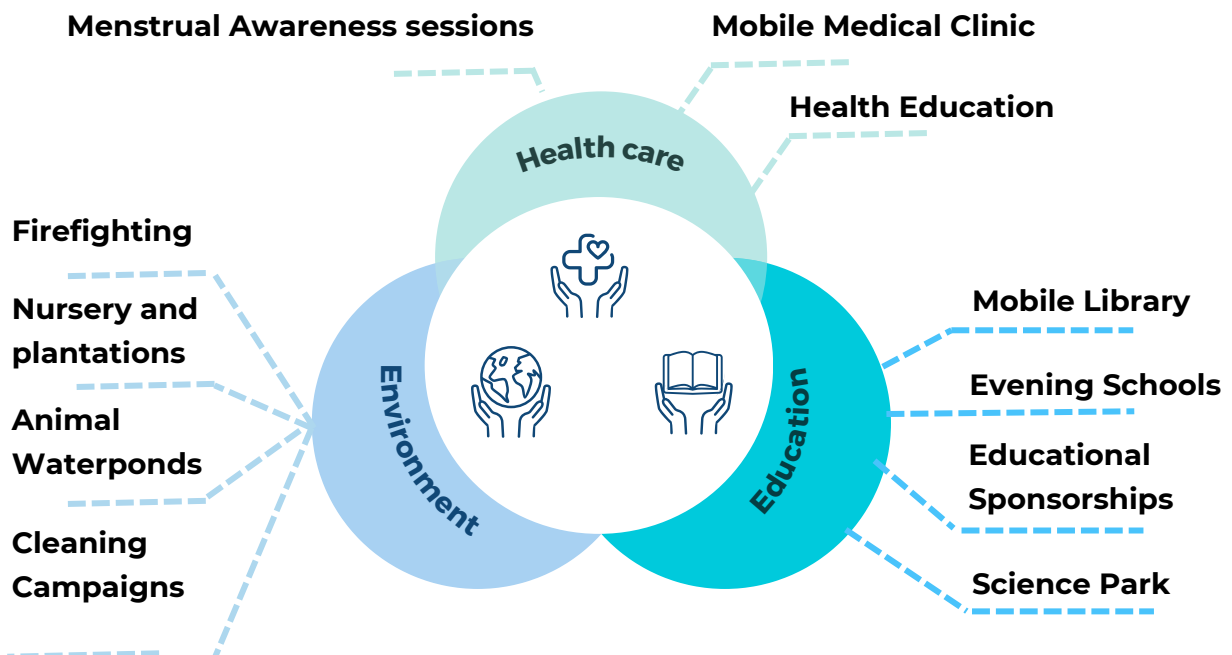 Menstrual Awareness sessions
Mobile Medical Clinic
Health Education
Health care
Firefighting
Nursery and
plantations
Animal
Waterponds
Cleaning
Campaigns
Environment
Education
Mobile Library
Evening Schools
Educational
Sponsorships
Science Park